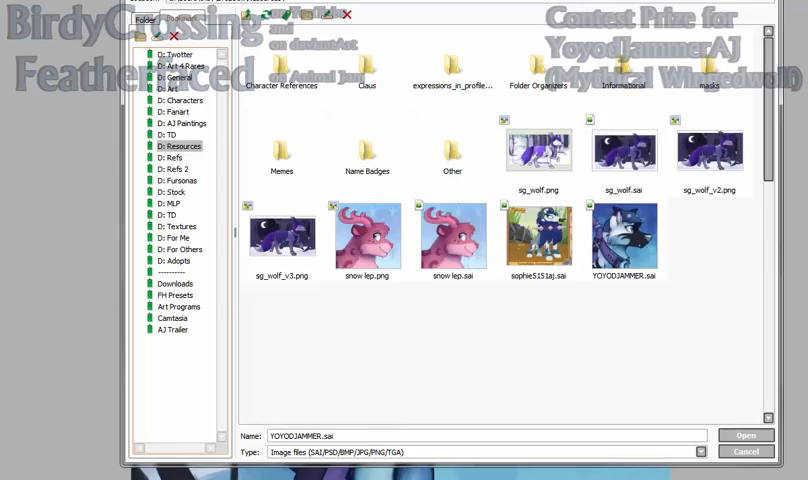 BirdyCrossing
on YouTube
and
on deviantArt
Featherfaced
on Animal Jam
Contest Prize for
YoyodJammerAJ
(Mythical Wingedwolf)
Folder
Bookmark
D: Twotter
D: Art 4 Rares
D: General
D: Art
D: Characters
D: Fanart
D: AJ Paintings
D: TD
D: Resources
D: Refs
D: Refs 2
D: Fursonas
D: Stock
D: MLP
D: TD
D: Textures
D: For Me
D: For Others
D: Adopts
----------
Downloads
FH Presets
Art Programs
Camtasia
AJ Trailer
Character References
Claus
expressions_in_profile...
Folder Organizers
Informational
masks
Memes
Name Badges
Other
sg_wolf.png
sg_wolf.sai
sg_wolf_v2.png
sg_wolf_v3.png
snow lep.png
snow lep.sai
sophie5151aj.sai
YOYODJAMMER.sai
Name:
YOYODJAMMER.sai
Open
Type:
Image files (SAI/PSD/BMP/JPG/PNG/TGA)
Cancel